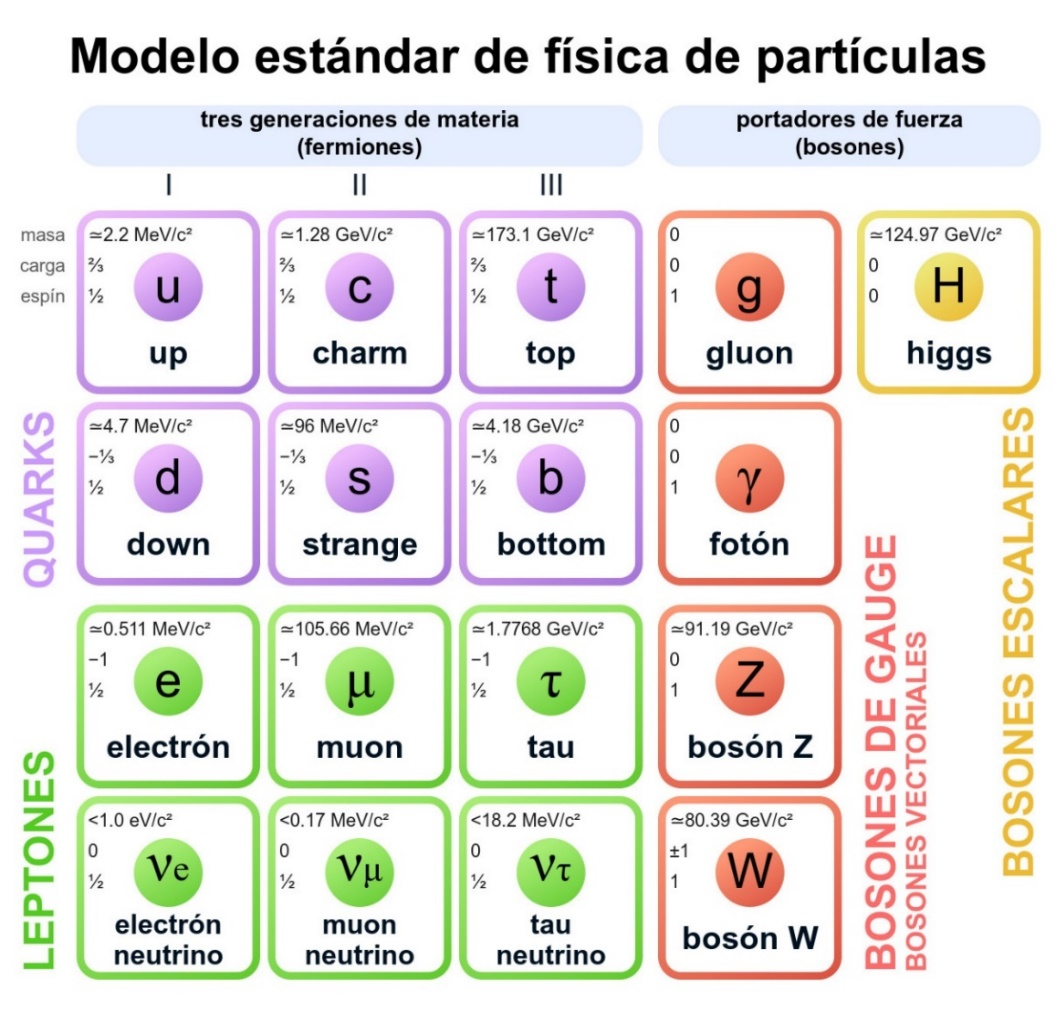 Modelo estándar de física de partículas
tres generaciones de materia
(fermiones)
portadores de fuerza
(bosones)
I
II
III
masa
carga
espín
≃2.2 MeV/c²
⅔
½
u
up
≃1.28 GeV/c²
⅔
½
c
charm
≃173.1 GeV/c²
⅔
½
t
top
0
0
1
g
gluon
≃124.97 GeV/c²
0
0
H
higgs
QUARKS
≃4.7 MeV/c²
−⅓
½
d
down
≃96 MeV/c²
−⅓
½
s
strange
≃4.18 GeV/c²
−⅓
½
b
bottom
0
0
1
γ
fotón
≃0.511 MeV/c²
−1
½
e
electrón
≃105.66 MeV/c²
−1
½
μ
muon
≃1.7768 GeV/c²
−1
½
τ
tau
≃91.19 GeV/c²
0
1
Z
bosón Z
LEPTONES
<1.0 eV/c²
0
½
νe
electrón
neutrino
<0.17 MeV/c²
0
½
νμ
muon
neutrino
<18.2 MeV/c²
0
½
ντ
tau
neutrino
≃80.39 GeV/c²
±1
1
W
bosón W
BOSONES DE GAUGE
BOSONES VECTORIALES
BOSONES ESCALARES